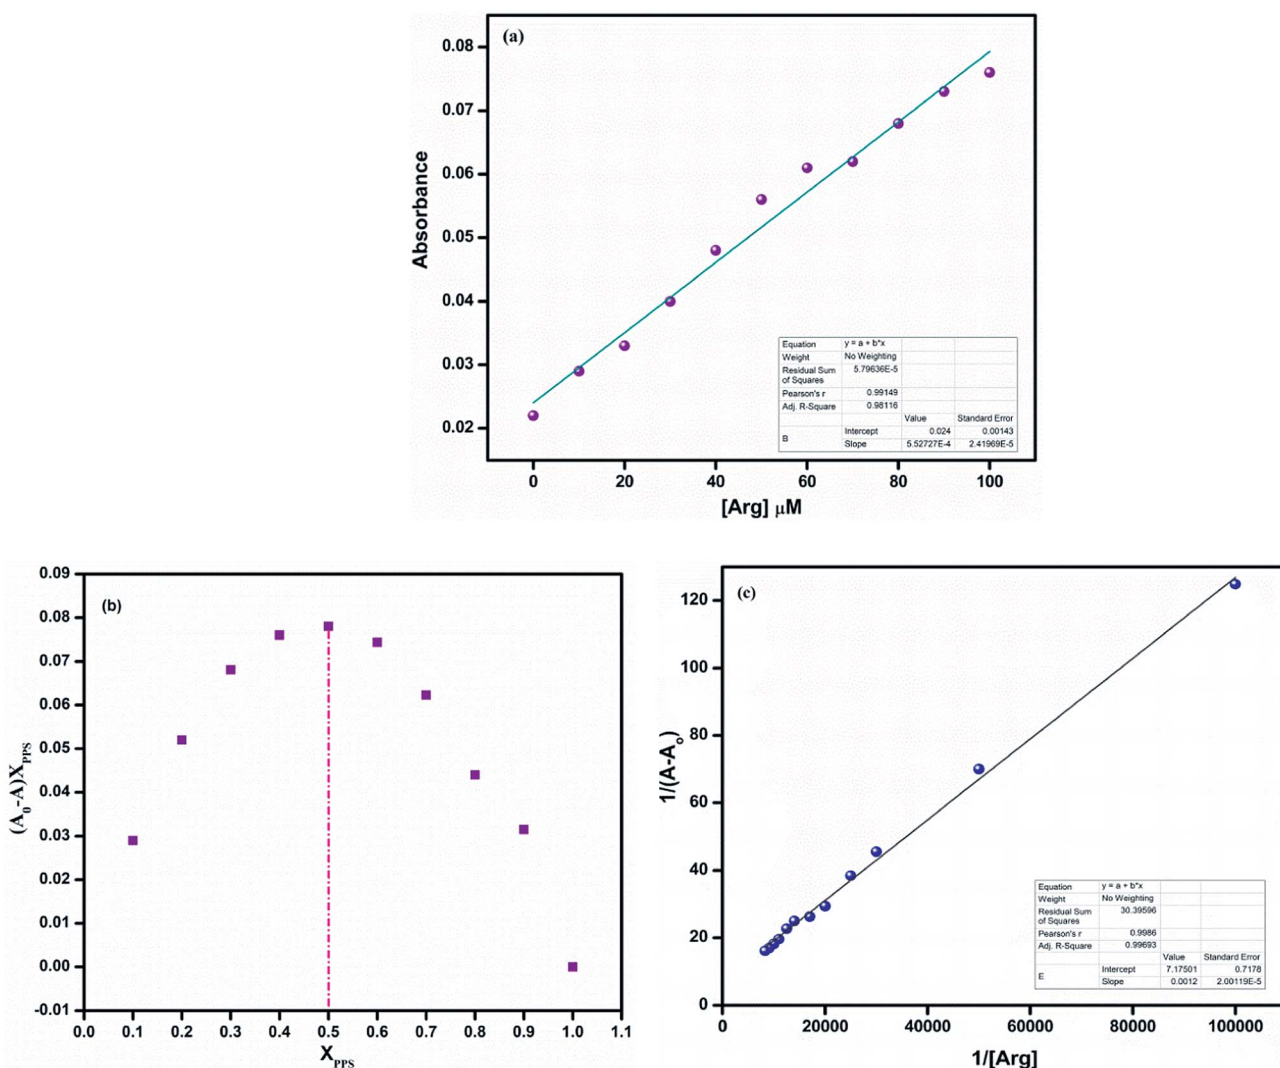 (a)
0.08
0.07
0.06
0.05
0.04
0.03
0.02
Absorbance
0 20 40 60 80 100
[Arg] μM
Equation y = a + b*x
Weight No Weighting
Residual Sum of Squares 5.79636E-5
Pearson's r 0.99149
Adj. R-Square 0.98116
Value Standard Error
B Intercept 0.024 0.00143
Slope 5.52727E-4 2.41969E-5
(b)
0.09
0.08
0.07
0.06
0.05
0.04
0.03
0.02
0.01
0.00
-0.01
(A0-A)XPPS
0.0 0.1 0.2 0.3 0.4 0.5 0.6 0.7 0.8 0.9 1.0 1.1
XPPS
(c)
120
100
80
60
40
20
0
1/(A-Ao)
0 20000 40000 60000 80000 100000
1/[Arg]
Equation y = a + b*x
Weight No Weighting
Residual Sum of Squares 30.39596
Pearson's r 0.9986
Adj. R-Square 0.99693
Value Standard Error
E Intercept 7.17501 0.7178
Slope 0.0012 2.00119E-5